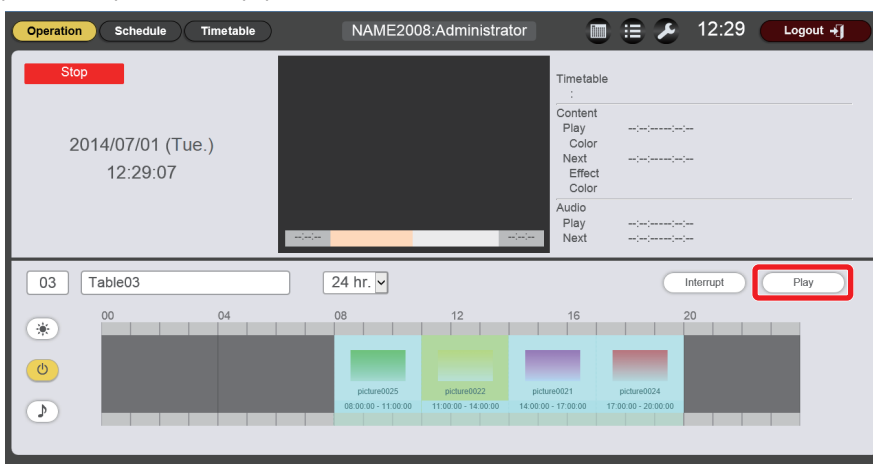 Operation Schedule Timetable NAME2008:Administrator 12:29 Logout
Stop
2014/07/01 (Tue.)
12:29:07
--:--:-- --:--:--
Timetable
:
Content
Play --:--:-----:--:--
Color
Next --:--:-----:--:--
Effect
Color
Audio
Play --:--:-----:--:--
Next --:--:-----:--:--
03 Table03 24 hr. Interrupt Play
00 04 08 12 16 20
picture0025 picture0022 picture0021 picture0024
08:00:00 - 11:00:00 11:00:00 - 14:00:00 14:00:00 - 17:00:00 17:00:00 - 20:00:00